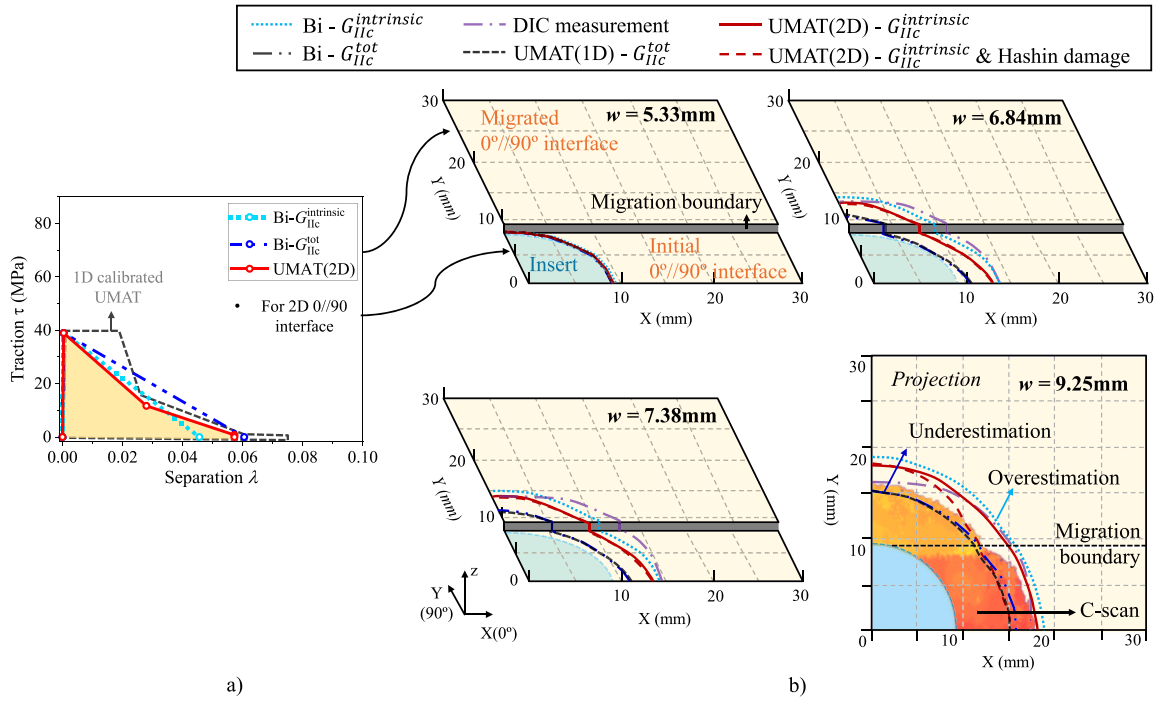 Bi - G_{IIc}^{intrinsic}
DIC measurement
UMAT(2D) - G_{IIc}^{intrinsic}
Bi - G_{IIc}^{tot}
UMAT(1D) - G_{IIc}^{tot}
UMAT(2D) - G_{IIc}^{intrinsic} & Hashin damage
30
w = 5.33mm
Migrated
0º//90º interface
20
Y (mm)
Migration boundary
10
Initial
0º//90º interface
Insert
0
0
10
20
30
X (mm)
30
w = 6.84mm
20
Y (mm)
10
0
0
10
20
30
X (mm)
80
60
40
20
0
Traction τ (MPa)
Bi-G_{IIc}^{intrinsic}
Bi-G_{IIc}^{tot}
UMAT(2D)
1D calibrated
UMAT
• For 2D 0//90
interface
0.00
0.02
0.04
0.06
0.08
0.10
Separation λ
30
w = 7.38mm
20
Y (mm)
10
0
0
10
20
30
X (mm)
Z
Y
(90º)
X(0º)
30
Projection
w = 9.25mm
Underestimation
20
Overestimation
Y (mm)
Migration
boundary
10
C-scan
0
0
10
20
30
X (mm)
a)
b)